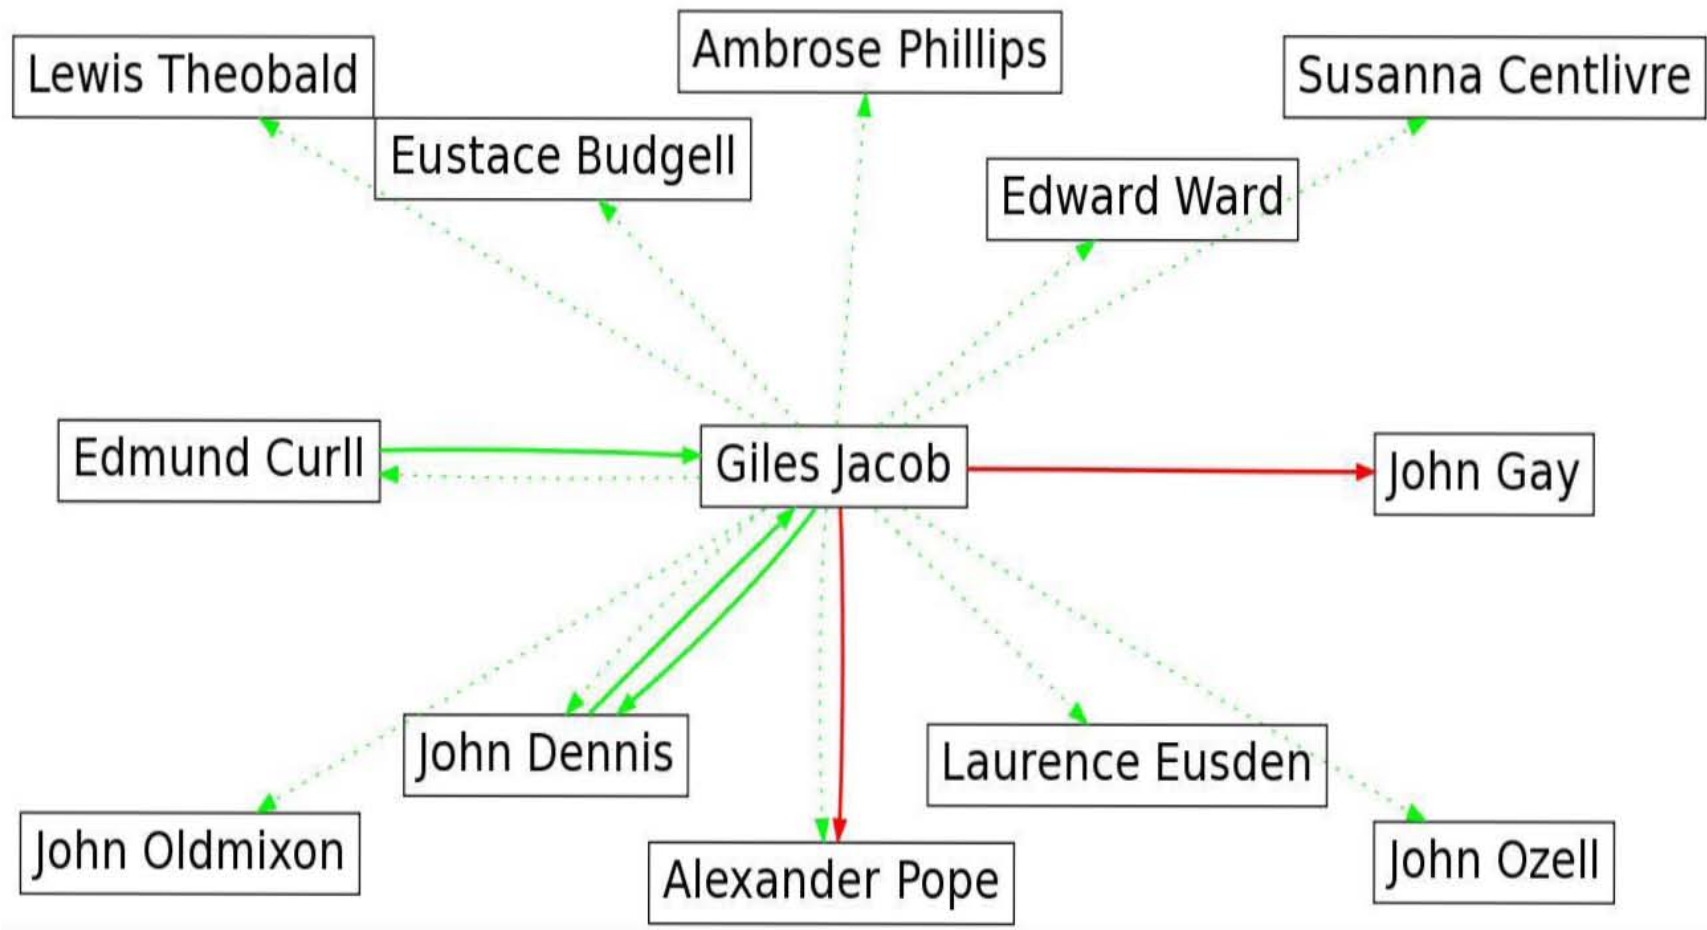 Lewis Theobald
Ambrose Phillips
Susanna Centlivre
Eustace Budgell
Edward Ward
Edmund Curll
Giles Jacob
John Gay
John Dennis
Laurence Eusden
John Oldmixon
Alexander Pope
John Ozell